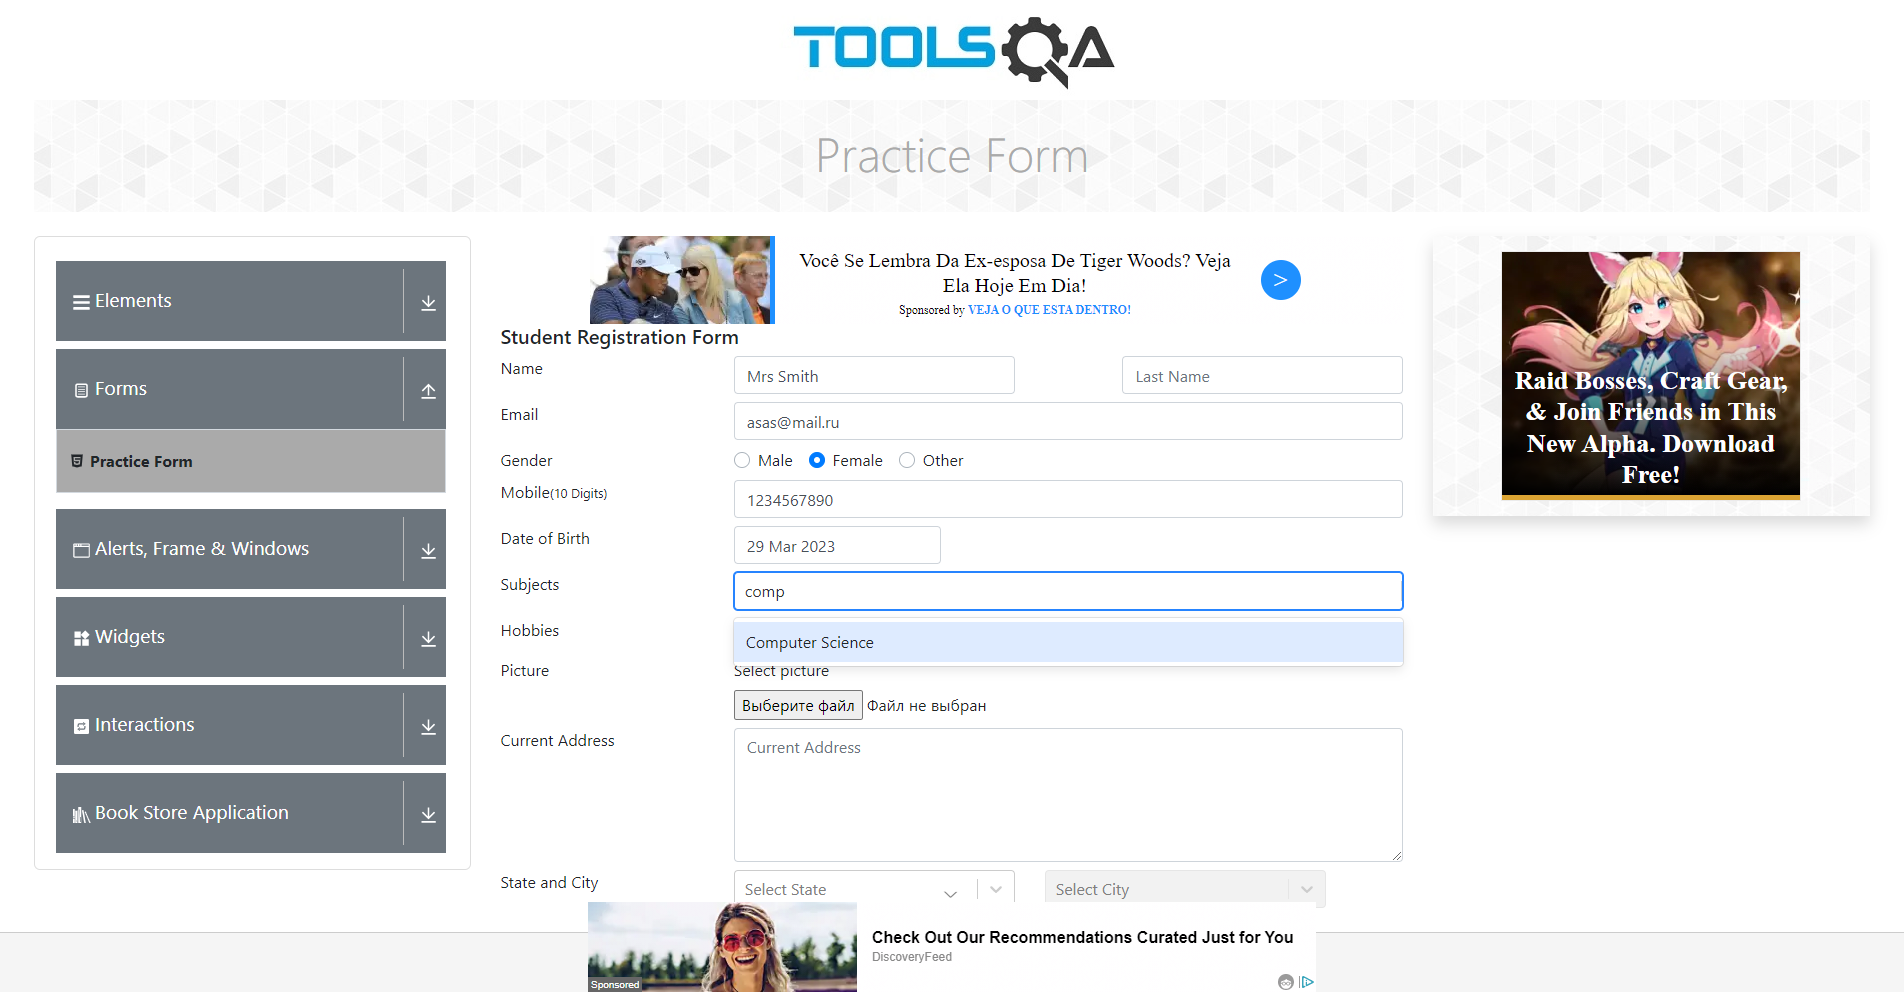 TOOLSQA
Practice Form
Elements
Forms
Practice Form
Alerts, Frame & Windows
Widgets
Interactions
Book Store Application
Você Se Lembra Da Ex-esposa De Tiger Woods? Veja
Ela Hoje Em Dia!
Sponsored by VEJA O QUE ESTA DENTRO!
>
Student Registration Form
Name
Mrs Smith
Last Name
Email
asas@mail.ru
Gender
Male
Female
Other
Mobile(10 Digits)
1234567890
Date of Birth
29 Mar 2023
Subjects
comp
Computer Science
Hobbies
Picture
Select picture
Выберите файл Файл не выбран
Current Address
Current Address
State and City
Select State
Select City
Raid Bosses, Craft Gear,
& Join Friends in This
New Alpha. Download
Free!
Check Out Our Recommendations Curated Just for You
DiscoveryFeed
Sponsored